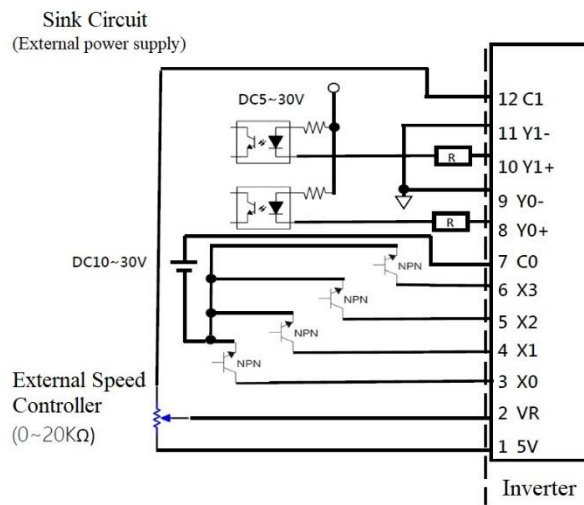 Sink Circuit
(External power supply)
DC5~30V
12 C1
11 Y1-
R
10 Y1+
9 Y0-
R
8 Y0+
DC10~30V
7 C0
NPN
6 X3
NPN
5 X2
NPN
4 X1
NPN
3 X0
External Speed
Controller
(0~20KΩ)
2 VR
1 5V
Inverter